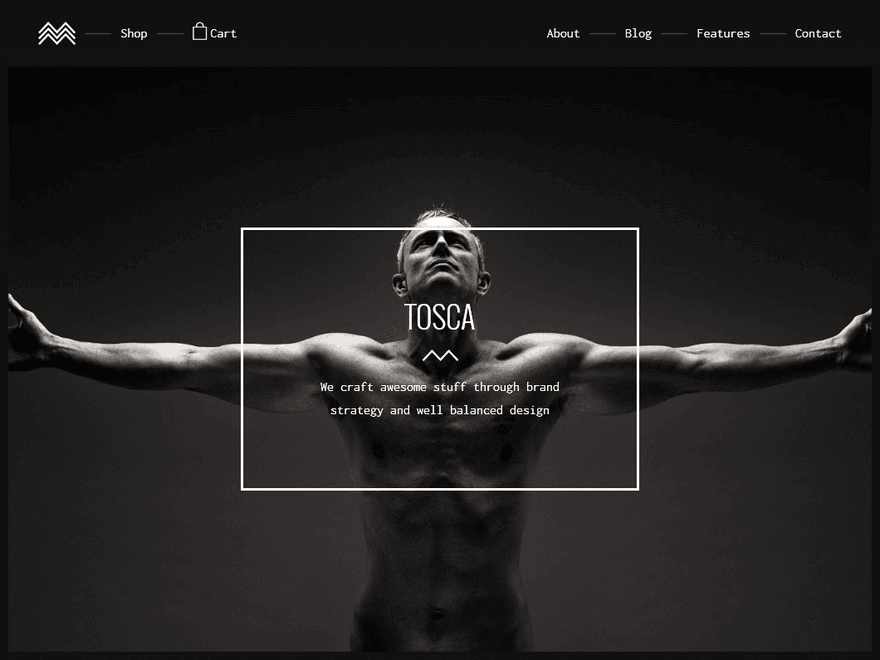 Shop
Cart
About
Blog
Features
Contact
TOSCA
We craft awesome stuff through brand
strategy and well balanced design